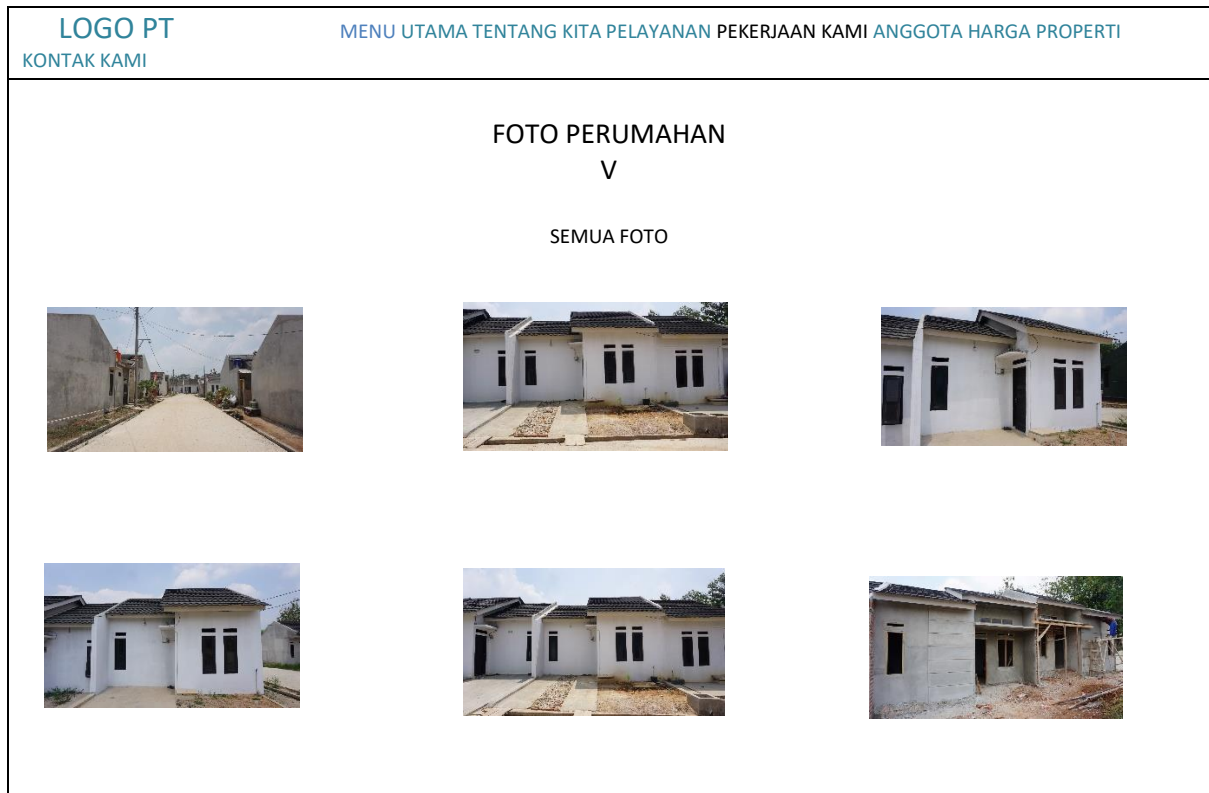 LOGO PT MENU UTAMA TENTANG KITA PELAYANAN PEKERJAAN KAMI ANGGOTA HARGA PROPERTI
KONTAK KAMI
FOTO PERUMAHAN
V
SEMUA FOTO